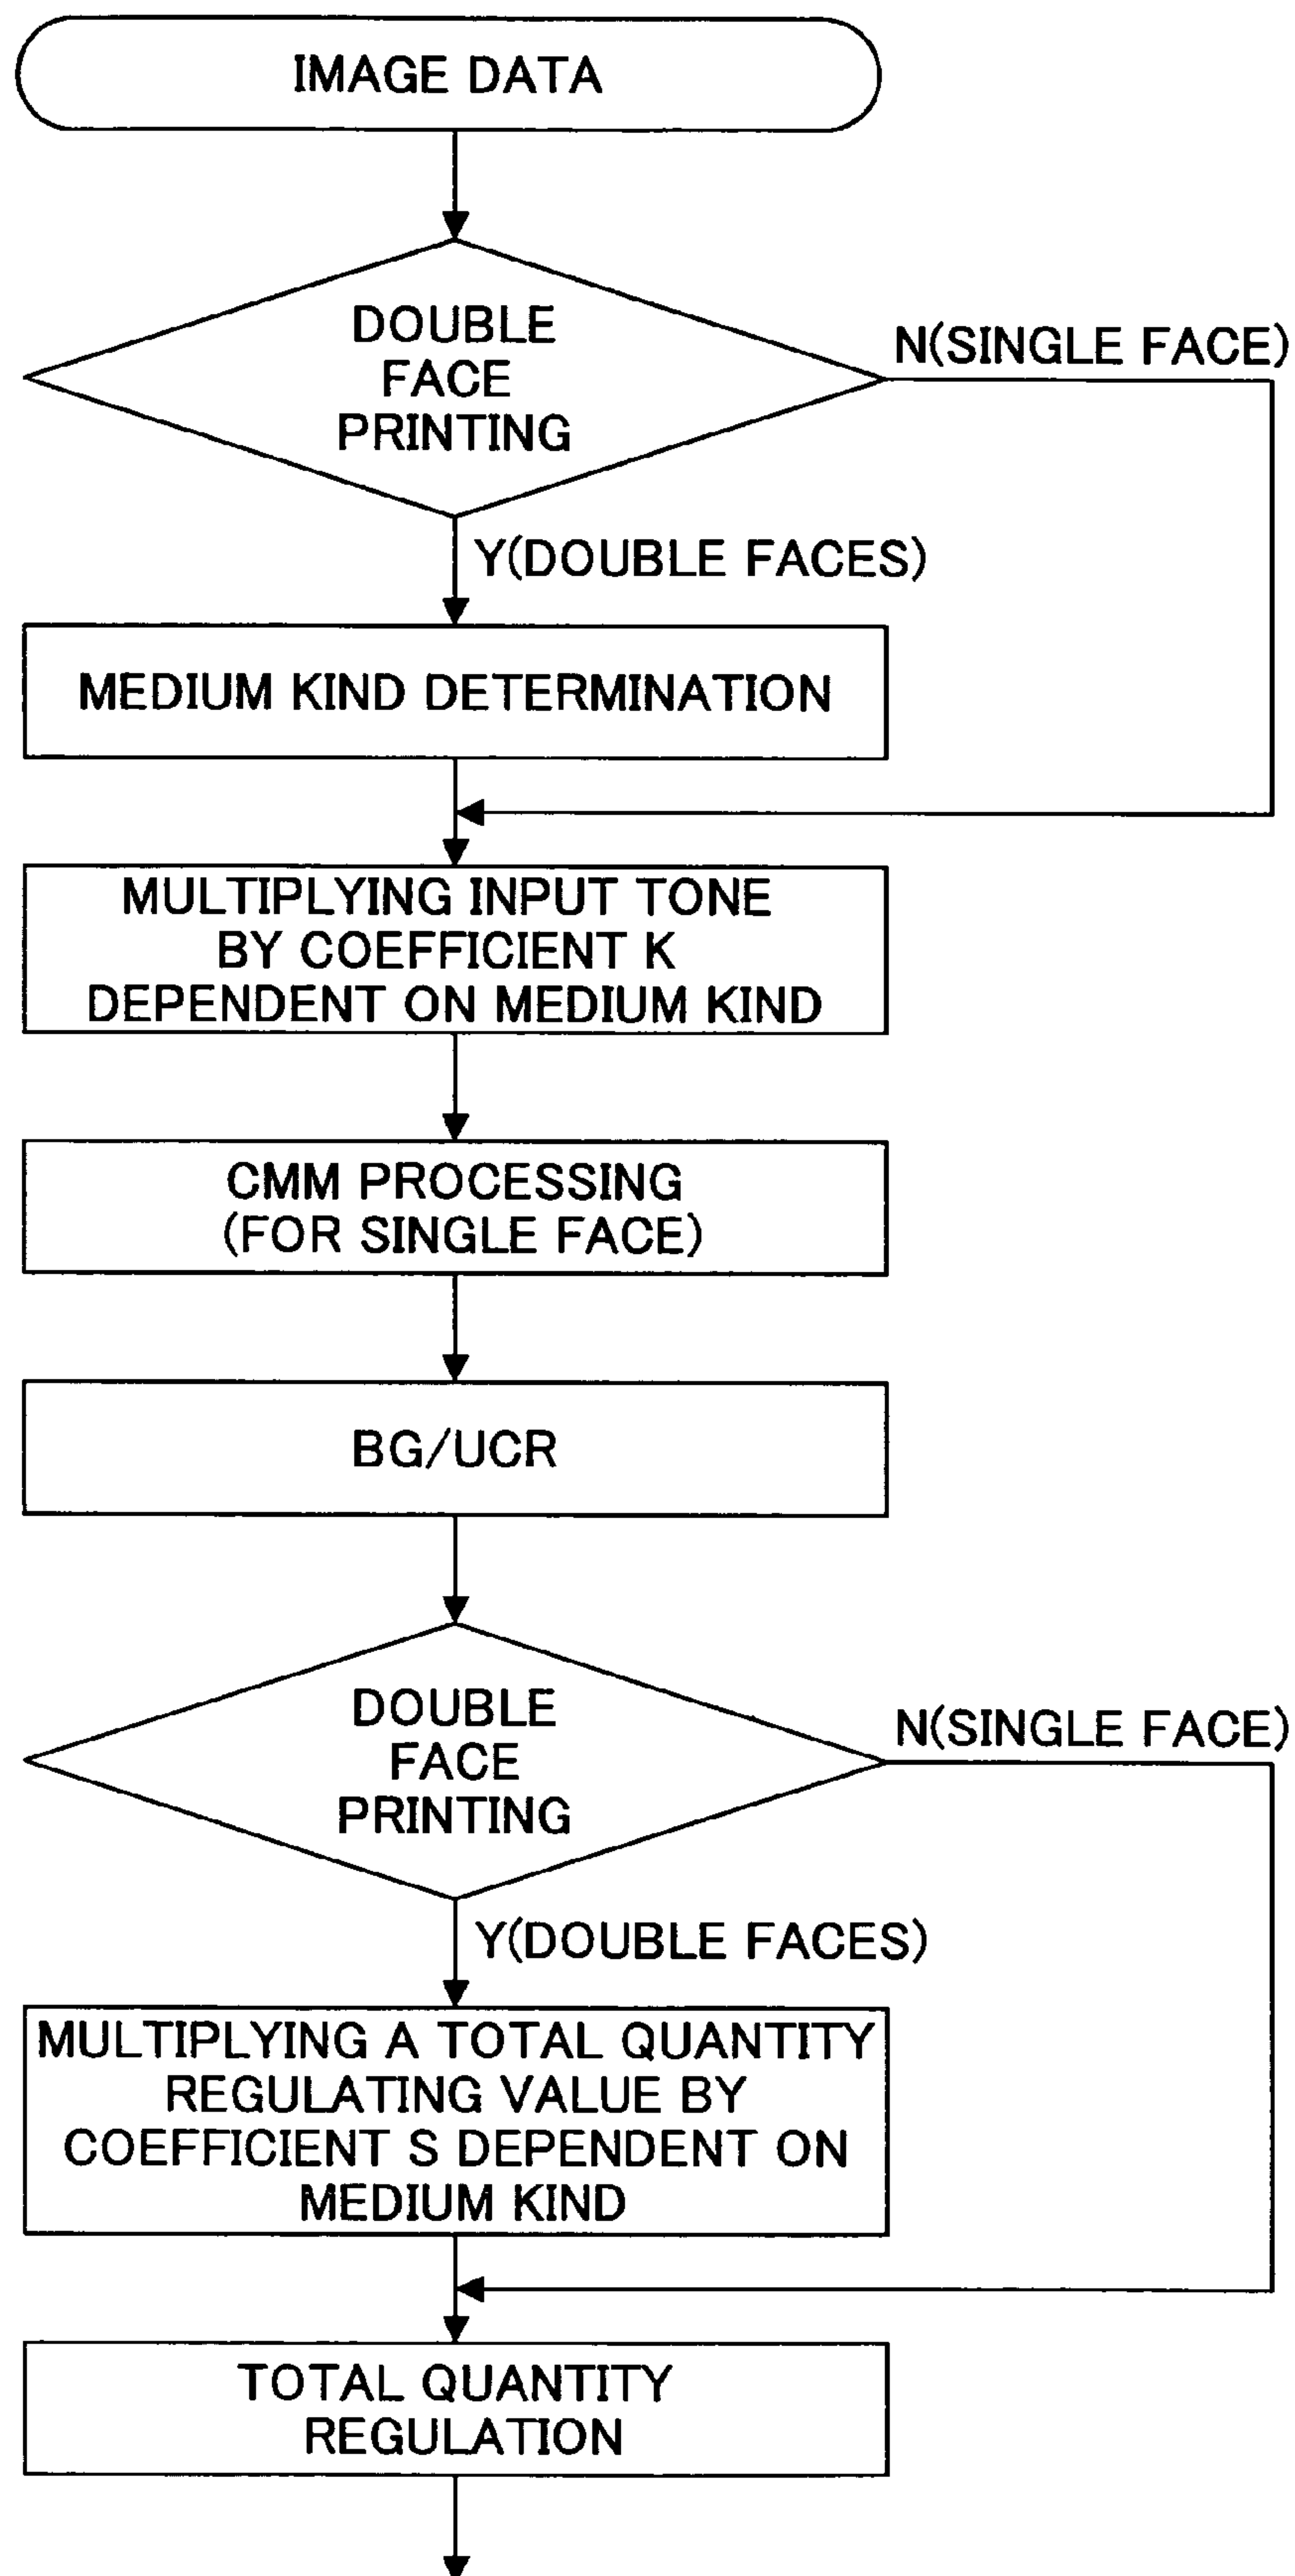 IMAGE DATA
DOUBLE
FACE
PRINTING
N(SINGLE FACE)
Y(DOUBLE FACES)
MEDIUM KIND DETERMINATION
MULTIPLYING INPUT TONE
BY COEFFICIENT K
DEPENDENT ON MEDIUM KIND
CMM PROCESSING
(FOR SINGLE FACE)
BG/UCR
DOUBLE
FACE
PRINTING
N(SINGLE FACE)
Y(DOUBLE FACES)
MULTIPLYING A TOTAL QUANTITY
REGULATING VALUE BY
COEFFICIENT S DEPENDENT ON
MEDIUM KIND
TOTAL QUANTITY
REGULATION